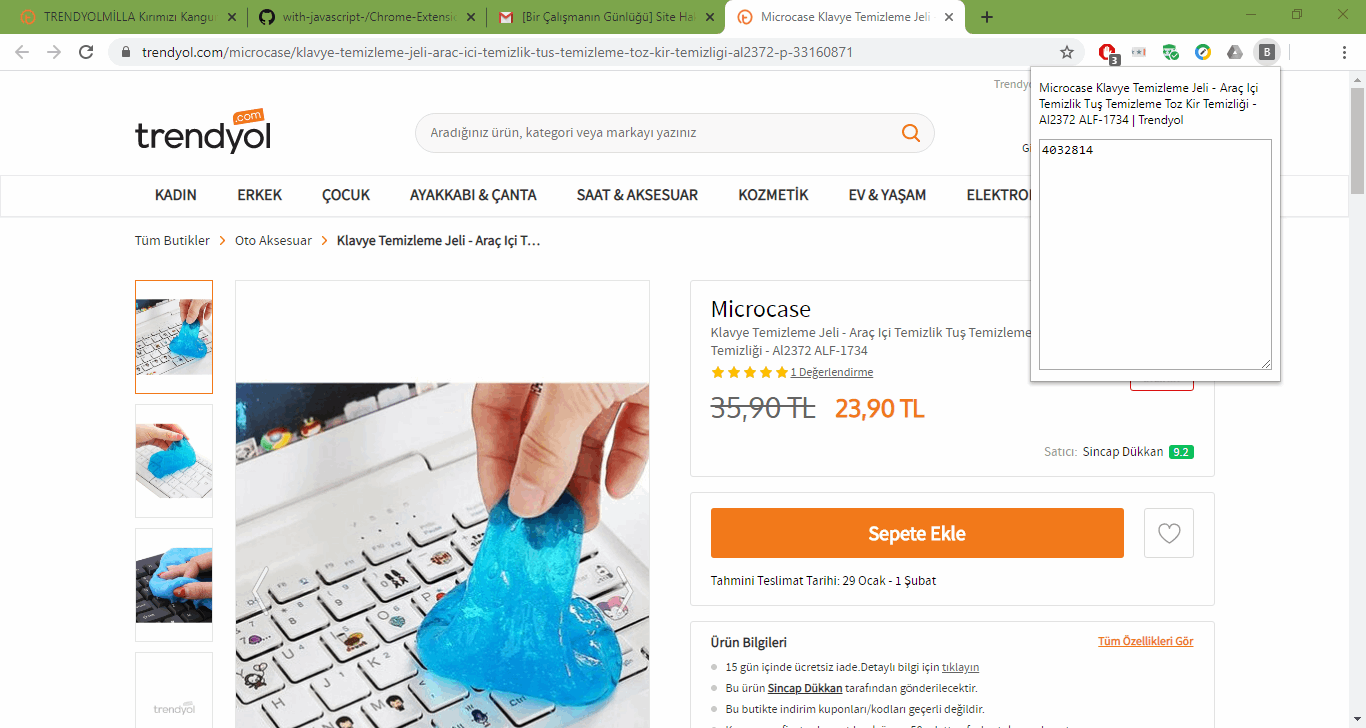 TRENDYOLMİLLA Kırımızı Kangu
with-javascript-/Chrome-Extensio
[Bir Çalışmanın Günlüğü] Site Ha
Microcase Klavye Temizleme Jeli
trendyol.com/microcase/klavye-temizleme-jeli-arac-ici-temizlik-tus-temizleme-toz-kir-temizligi-al2372-p-33160871
3
B
Trendyo
trendyol
.com
Aradığınız ürün, kategori veya markayı yazınız
Gi
Microcase Klavye Temizleme Jeli - Araç Içi
Temizlik Tuş Temizleme Toz Kir Temizliği -
Al2372 ALF-1734 | Trendyol
4032814
KADIN ERKEK ÇOCUK AYAKKABI & ÇANTA SAAT & AKSESUAR KOZMETİK EV & YAŞAM ELEKTRO
Tüm Butikler Oto Aksesuar Klavye Temizleme Jeli - Araç Içi T...
Microcase
Klavye Temizleme Jeli - Araç Içi Temizlik Tuş Temizleme
Temizliği - Al2372 ALF-1734
1 Değerlendirme
35,90 TL 23,90 TL
Satıcı: Sincap Dükkan 9.2
Sepete Ekle
Tahmini Teslimat Tarihi: 29 Ocak - 1 Şubat
Ürün Bilgileri Tüm Özellikleri Gör
15 gün içinde ücretsiz iade.Detaylı bilgi için tıklayın
Bu ürün Sincap Dükkan tarafından gönderilecektir.
Bu butikte indirim kuponları/kodları geçerli değildir.
trendyol